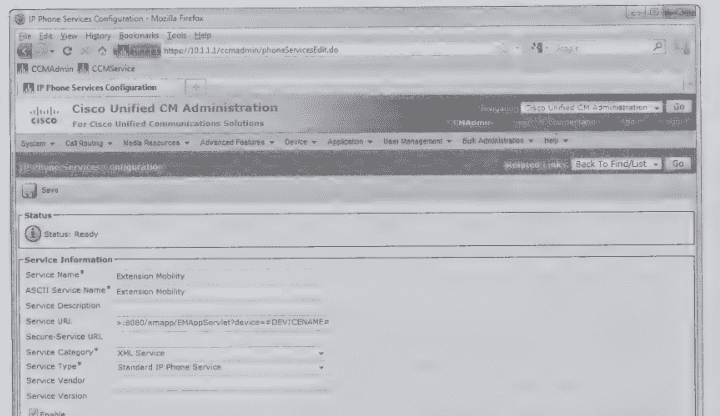 IP Phone Services Configuration - Mozilla Firefox
File Edit View History Bookmarks Tools Help
https://10.1.1.1/ccmadmin/phoneServicesEdit.do
CCMAdmin CCMService
IP Phone Services Configuration
Cisco Unified CM Administration
Navigation Cisco Unified CM Administration Go
CISCO
For Cisco Unified Communications Solutions
System Call Routing Media Resources Advanced Features Device Application User Management Bulk Administration Help
IP Phone Services Configuration
Related Links: Back To Find/List Go
Save
Status
Status: Ready
Service Information
Service Name* Extension Mobility
ASCII Service Name* Extension Mobility
Service Description
Service URL >:8080/emapp/EMAppServlet?device=#DEVICENAME#
Secure-Service URL
Service Category* XML Service
Service Type* Standard IP Phone Service
Service Vendor
Service Version
Enable